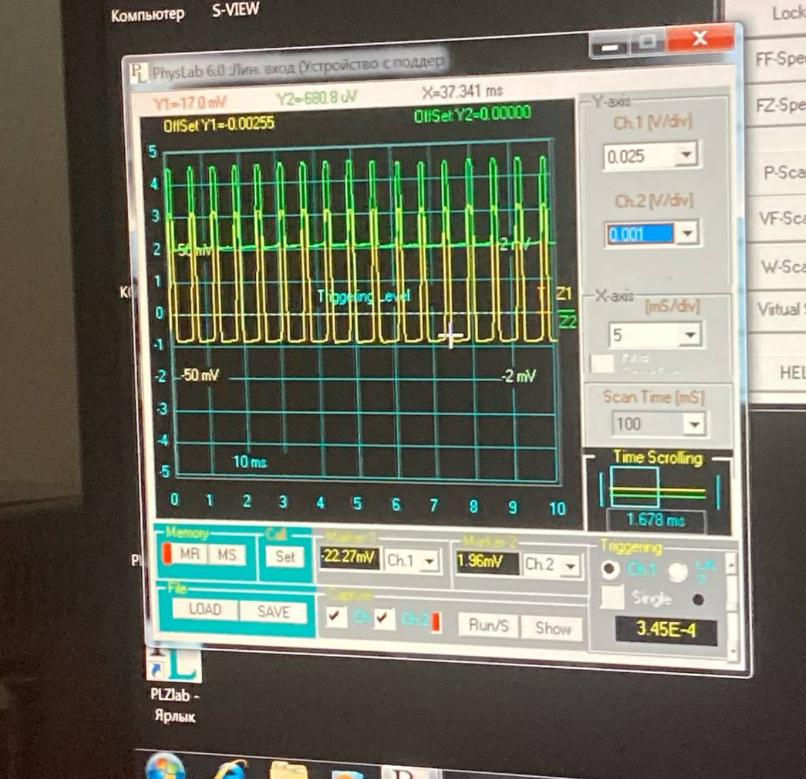 Компьютер S-VIEW
Lock
PhysLab 6.0 :Лин. вход (Устройство с поддер
FF-Spe
Y1=-17.0 mV Y2=-680.8 uV X=37.341 ms
OffSet Y1=-0.00255 OffSet Y2=0.00000
Y-axis
FZ-Spe
Ch.1 [V/div]
0.025
P-Sca
Ch.2 [V/div]
0.001
VF-Sca
W-Sca
5
4
3
2
1
0
-1
-2
-3
-4
-5
50 mV 2 mV
Triggering Level
Z1
Z2
-50 mV -2 mV
10 ms
0 1 2 3 4 5 6 7 8 9 10
X-axis
[mS/div]
5
Virtual
HEL
Scan Time [mS]
100
Time Scrolling
1.678 ms
Memory
MR MS
Call
Set
-22.27mV Ch.1
1.96mV Ch.2
Triggering
Ch.1
Single
3.45E-4
File
LOAD SAVE
Capture
Ch.2
Run/S Show
PLZlab -
Ярлык